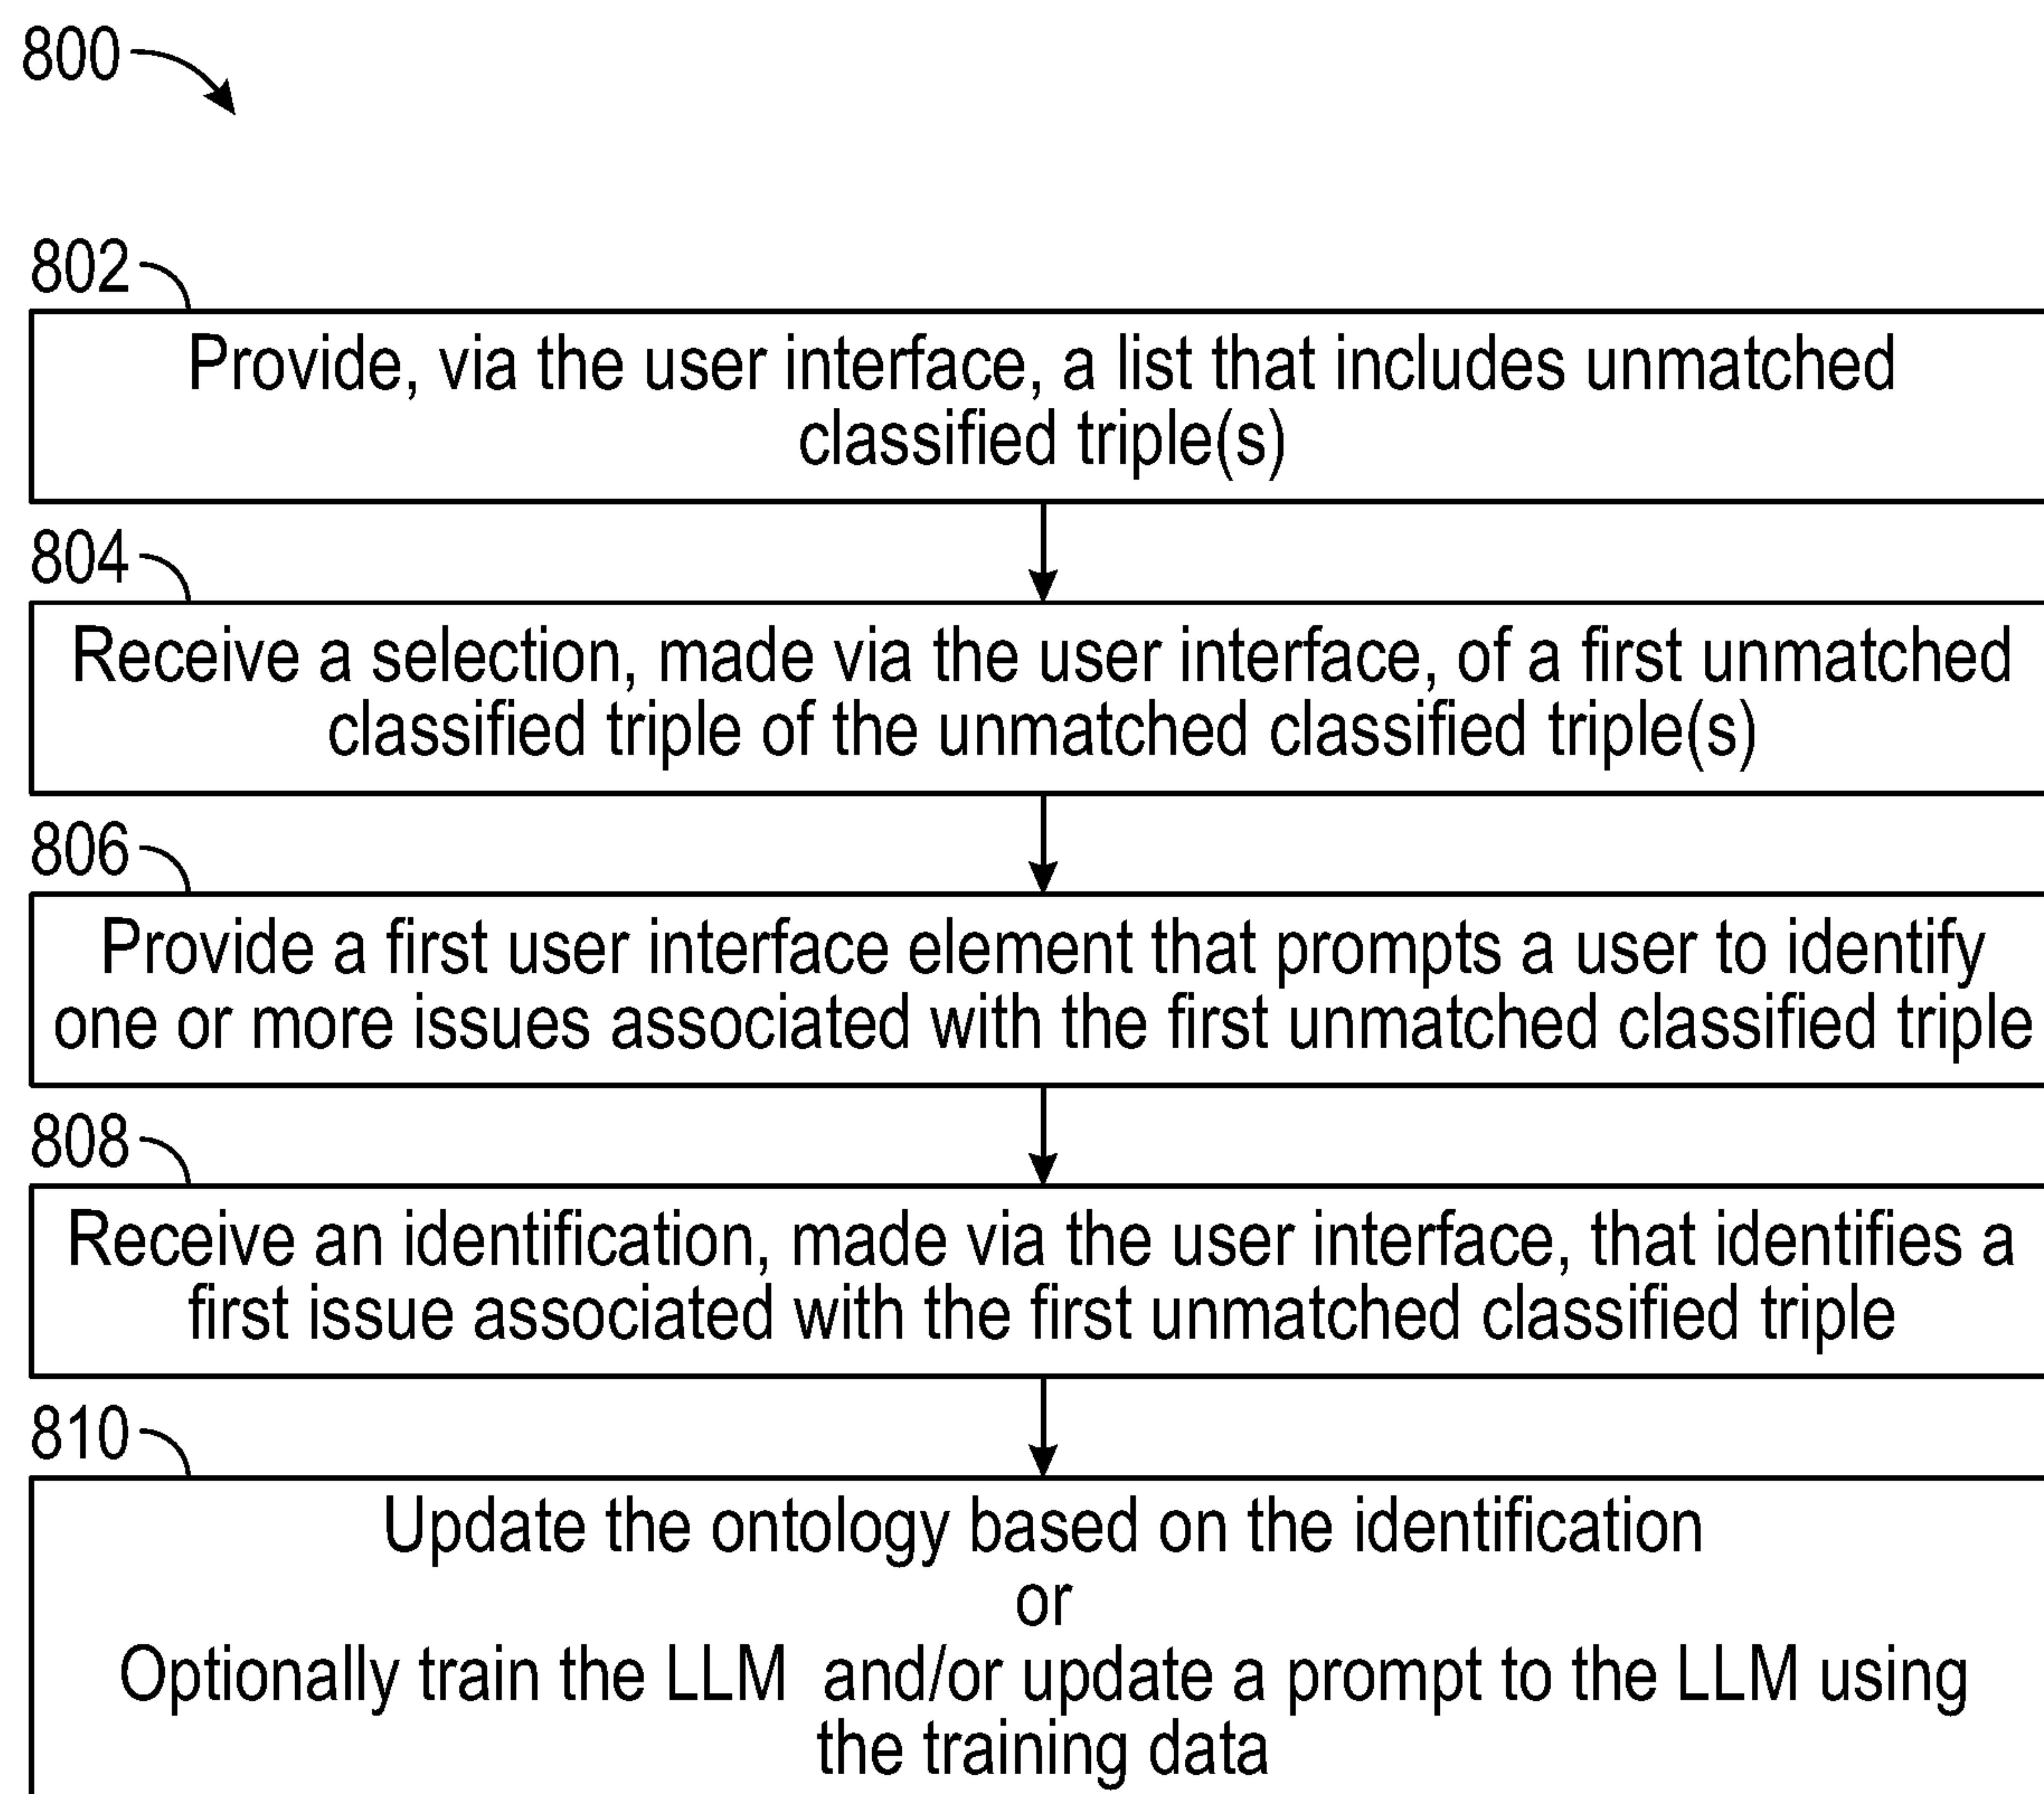 800
802
Provide, via the user interface, a list that includes unmatched
classified triple(s)
804
Receive a selection, made via the user interface, of a first unmatched
classified triple of the unmatched classified triple(s)
806
Provide a first user interface element that prompts a user to identify
one or more issues associated with the first unmatched classified triple
808
Receive an identification, made via the user interface, that identifies a
first issue associated with the first unmatched classified triple
810
Update the ontology based on the identification
or
Optionally train the LLM and/or update a prompt to the LLM using
the training data